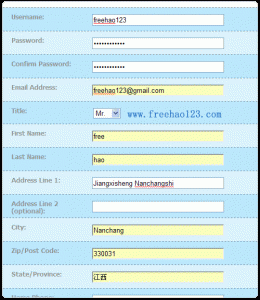 Username: freehao123
Password: ••••••••••••
Confirm Password: ••••••••••••
Email Address: freehao123@gmail.com
Title: Mr. www.freehao123.com
First Name: free
Last Name: hao
Address Line 1: Jiangxisheng Nanchangshi
Address Line 2
(optional):
City: Nanchang
Zip/Post Code: 330031
State/Province: 江西